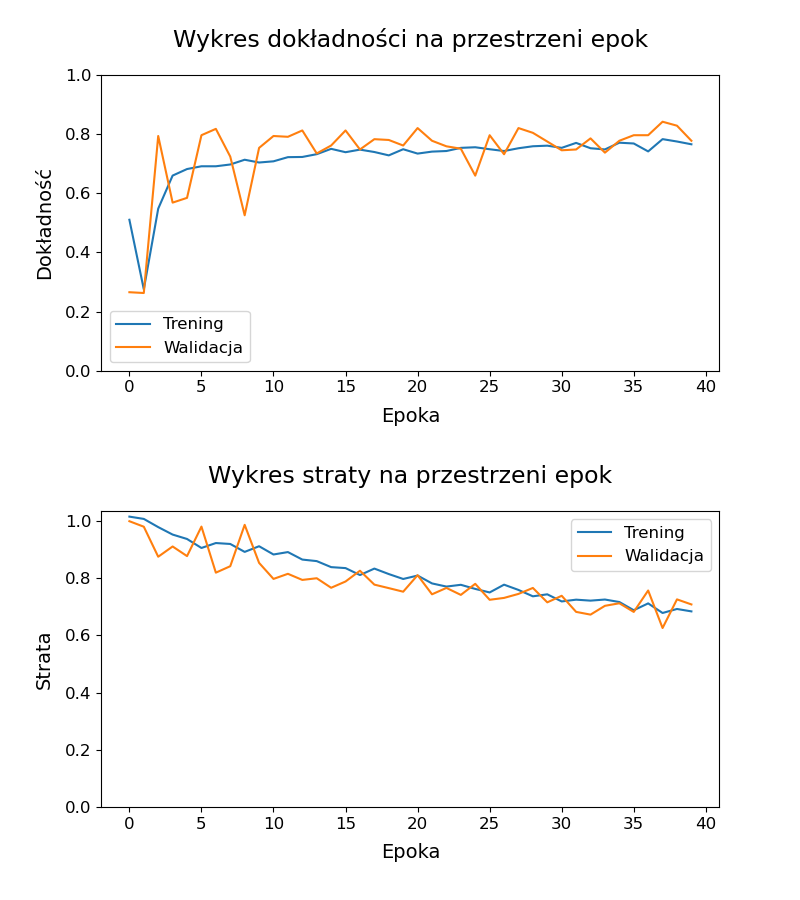 Wykres dokładności na przestrzeni epok
1.0
0.8
0.6
0.4
0.2
0.0
Dokładność
Trening
Walidacja
0 5 10 15 20 25 30 35 40
Epoka
Wykres straty na przestrzeni epok
1.0
0.8
0.6
0.4
0.2
0.0
Strata
Trening
Walidacja
0 5 10 15 20 25 30 35 40
Epoka